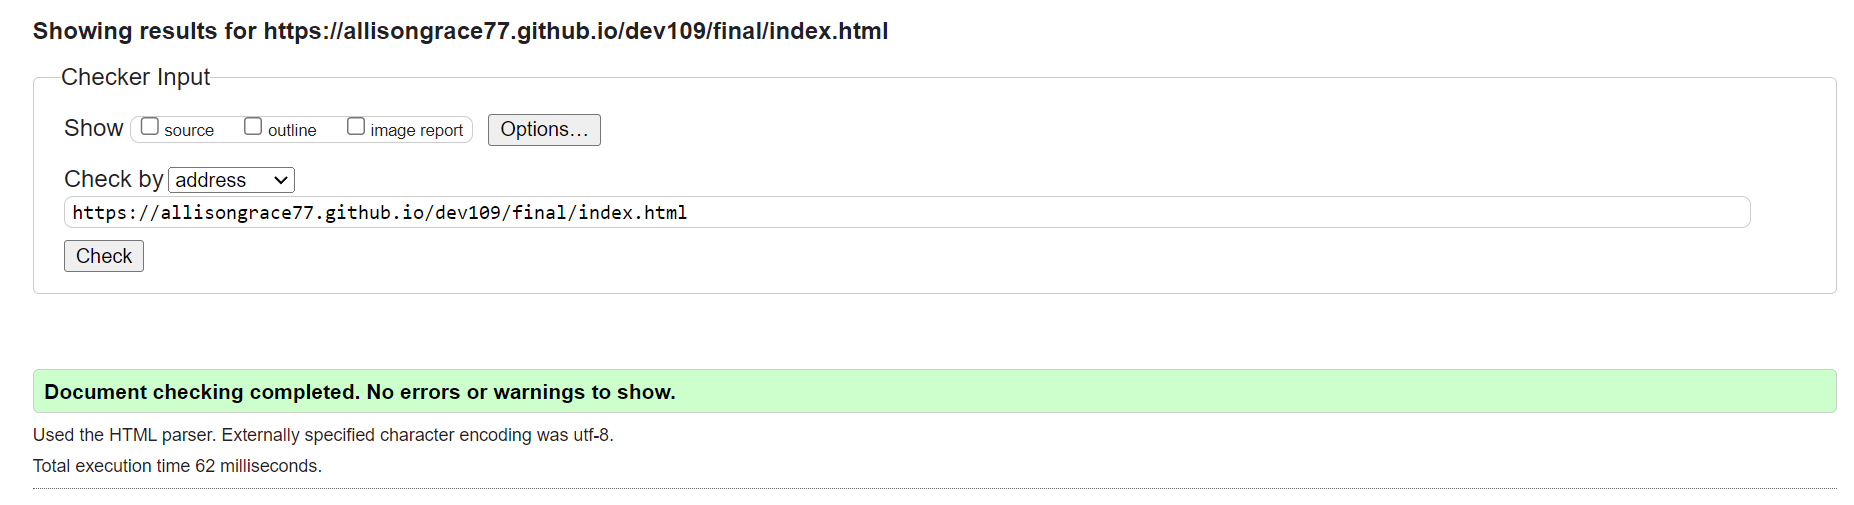 Showing results for https://allisongrace77.github.io/dev109/final/index.html
Checker Input
Show source outline image report Options...
Check by address
https://allisongrace77.github.io/dev109/final/index.html
Check
Document checking completed. No errors or warnings to show.
Used the HTML parser. Externally specified character encoding was utf-8.
Total execution time 62 milliseconds.